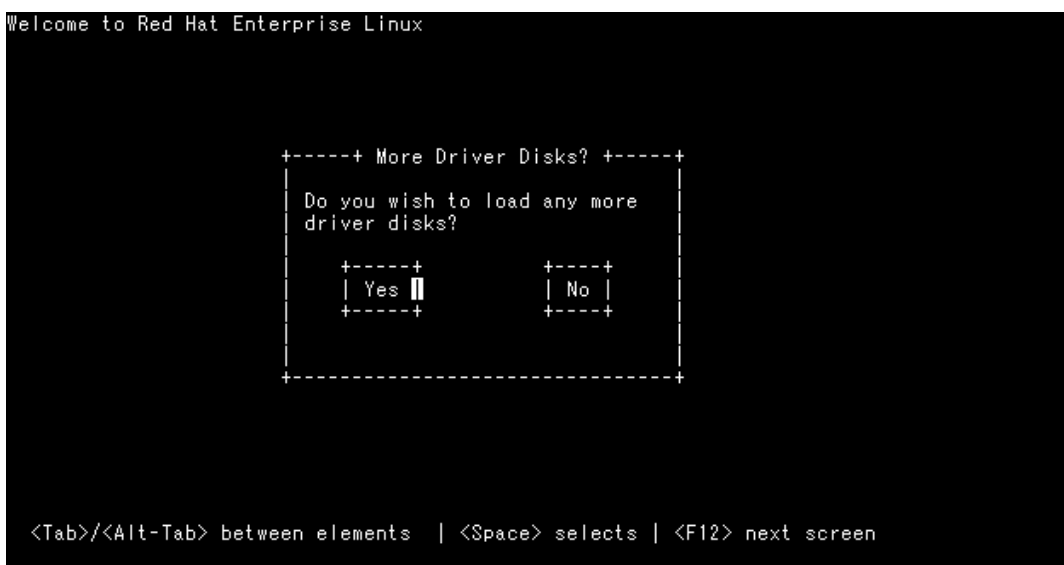 Welcome to Red Hat Enterprise Linux
More Driver Disks?
Do you wish to load any more
driver disks?
Yes No
<Tab>/<Alt-Tab> between elements | <Space> selects | <F12> next screen